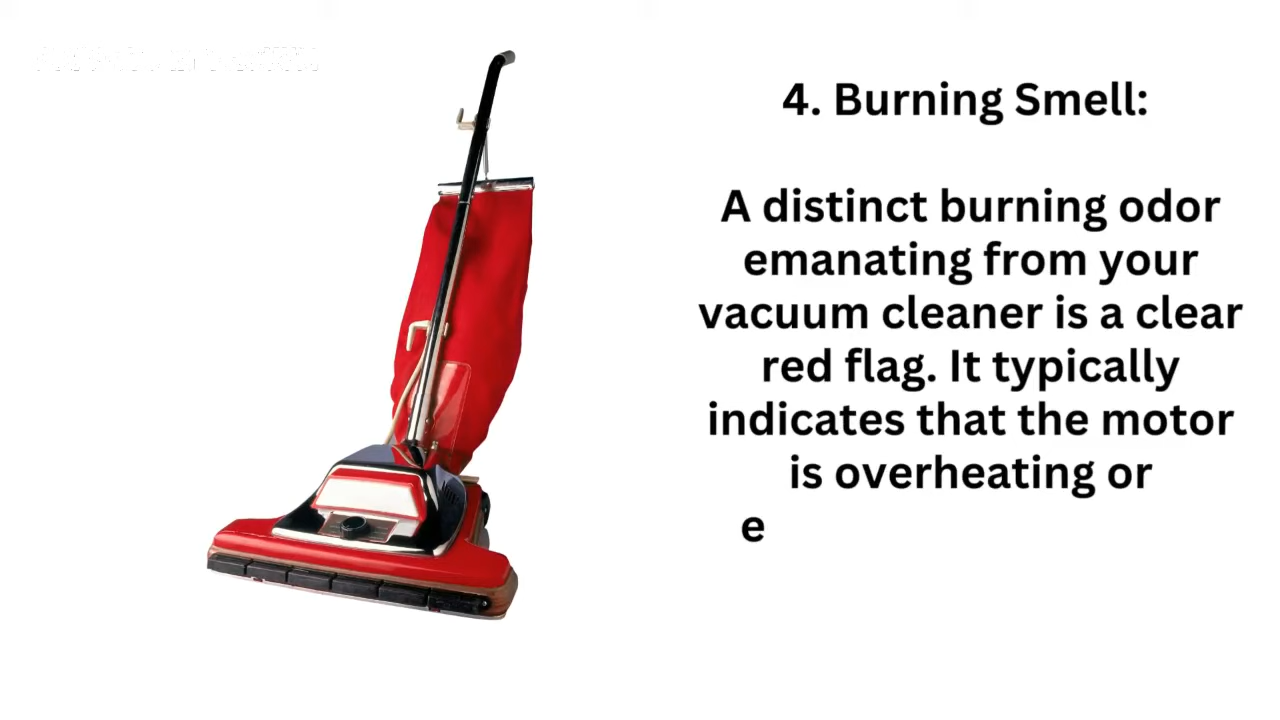 4. Burning Smell:
A distinct burning odor
emanating from your
vacuum cleaner is a clear
red flag. It typically
indicates that the motor
is overheating or
e